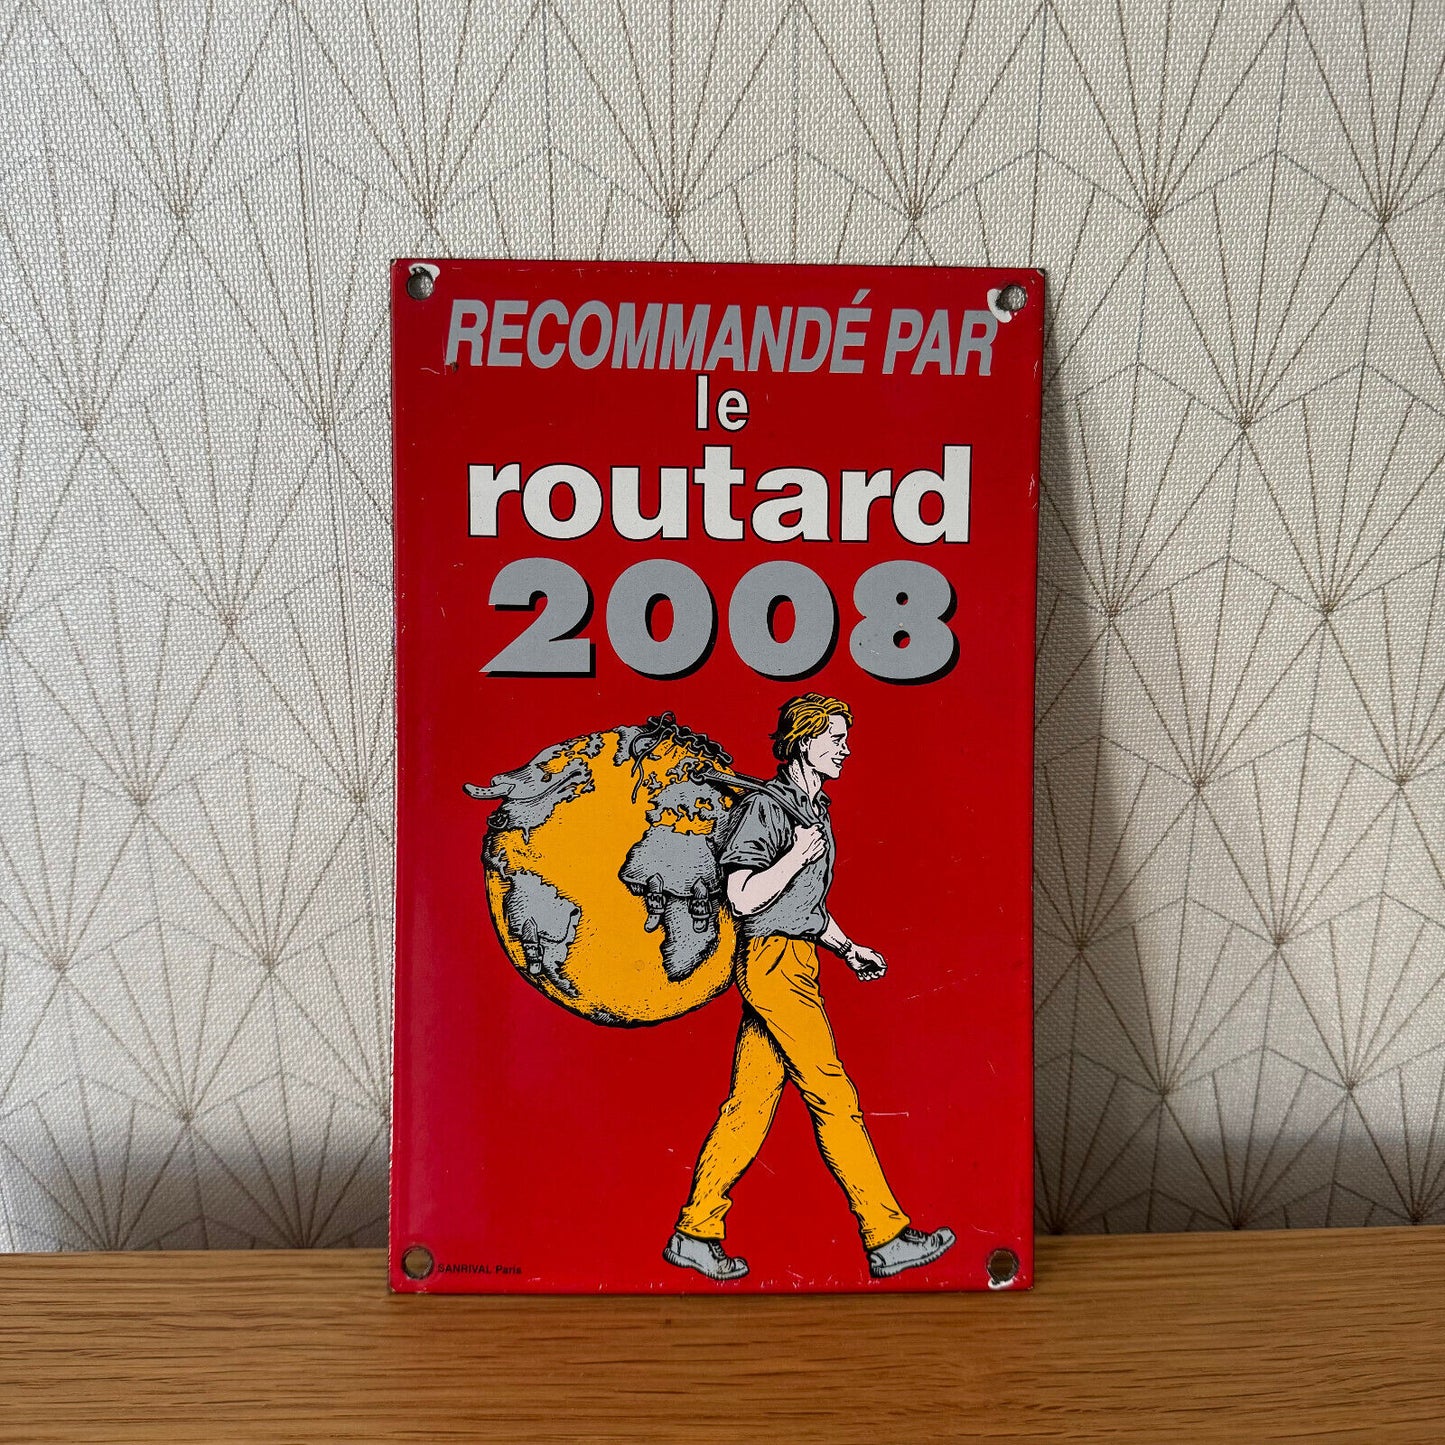 RECOMMANDÉ PAR
le
routard
2008
SANRIVAL Paris